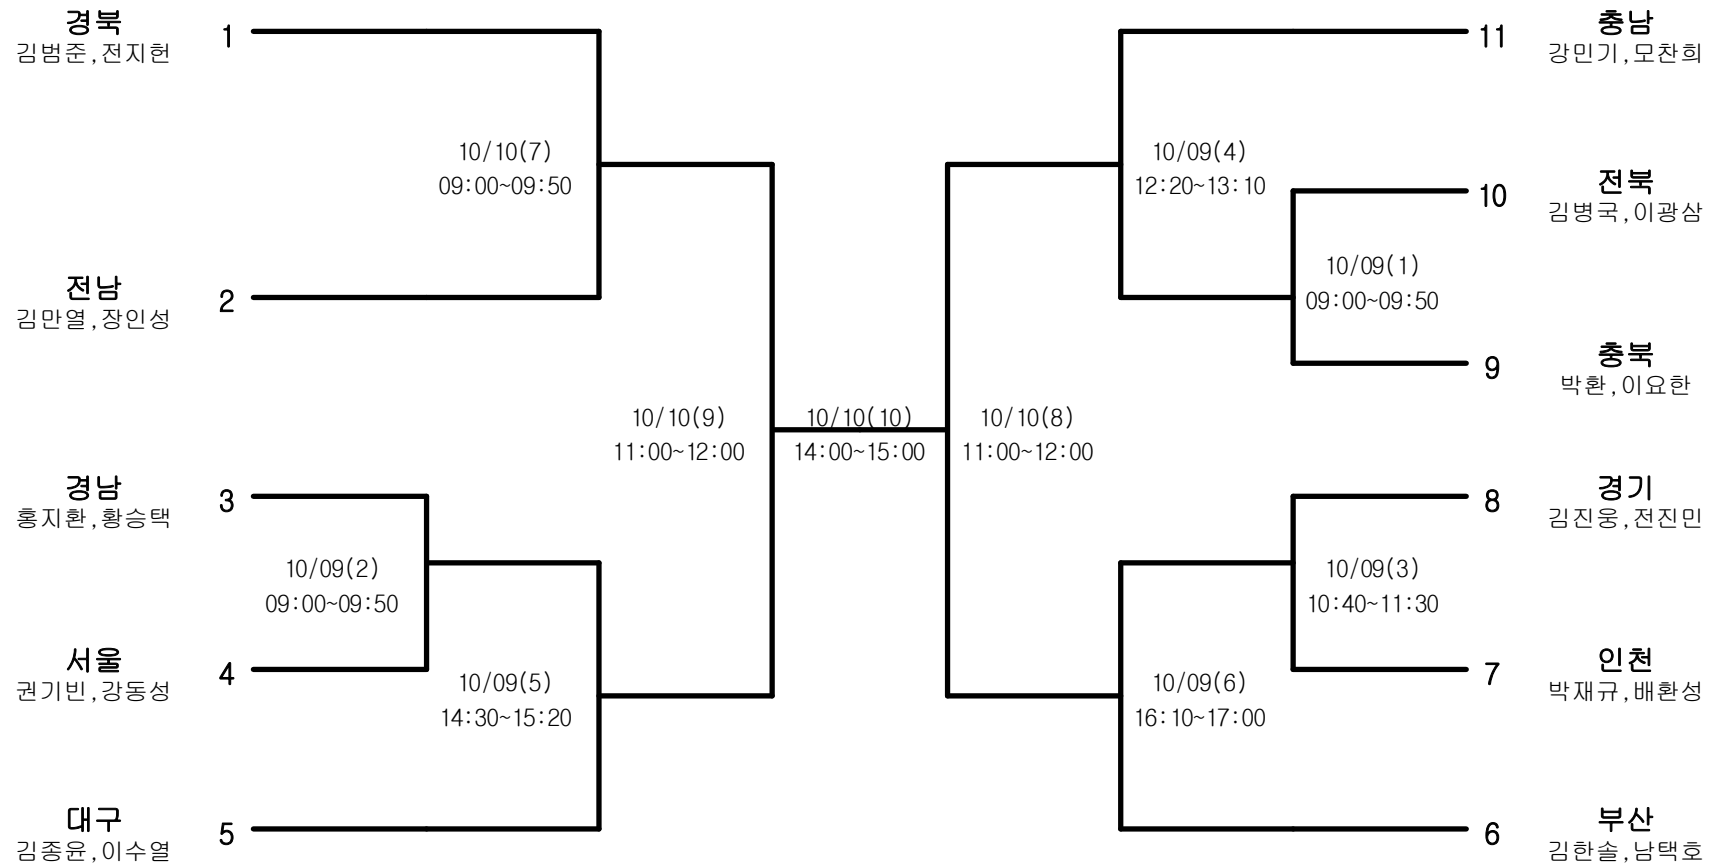 경북
김범준,전지헌
1
11
충남
강민기,모찬희
10/10(7)
09:00~09:50
10/09(4)
12:20~13:10
10
전북
김병국,이광삼
전남
김만열,장인성
2
10/09(1)
09:00~09:50
9
충북
박환,이요한
10/10(9)
11:00~12:00
10/10(10)
14:00~15:00
10/10(8)
11:00~12:00
경남
홍지환,황승택
3
8
경기
김진웅,전진민
10/09(2)
09:00~09:50
10/09(3)
10:40~11:30
서울
권기빈,강동성
4
10/09(5)
14:30~15:20
10/09(6)
16:10~17:00
7
인천
박재규,배환성
대구
김종윤,이수열
5
6
부산
김한솔,남택호